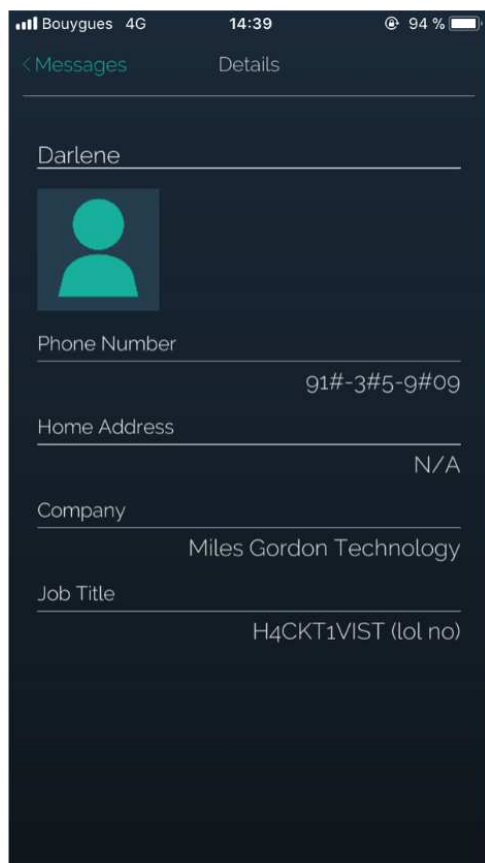 Bouygues 4G 14:39 94 %
<Messages Details
Darlene
Phone Number
91#-3#5-9#09
Home Address
N/A
Company
Miles Gordon Technology
Job Title
H4CKT1VIST (lol no)